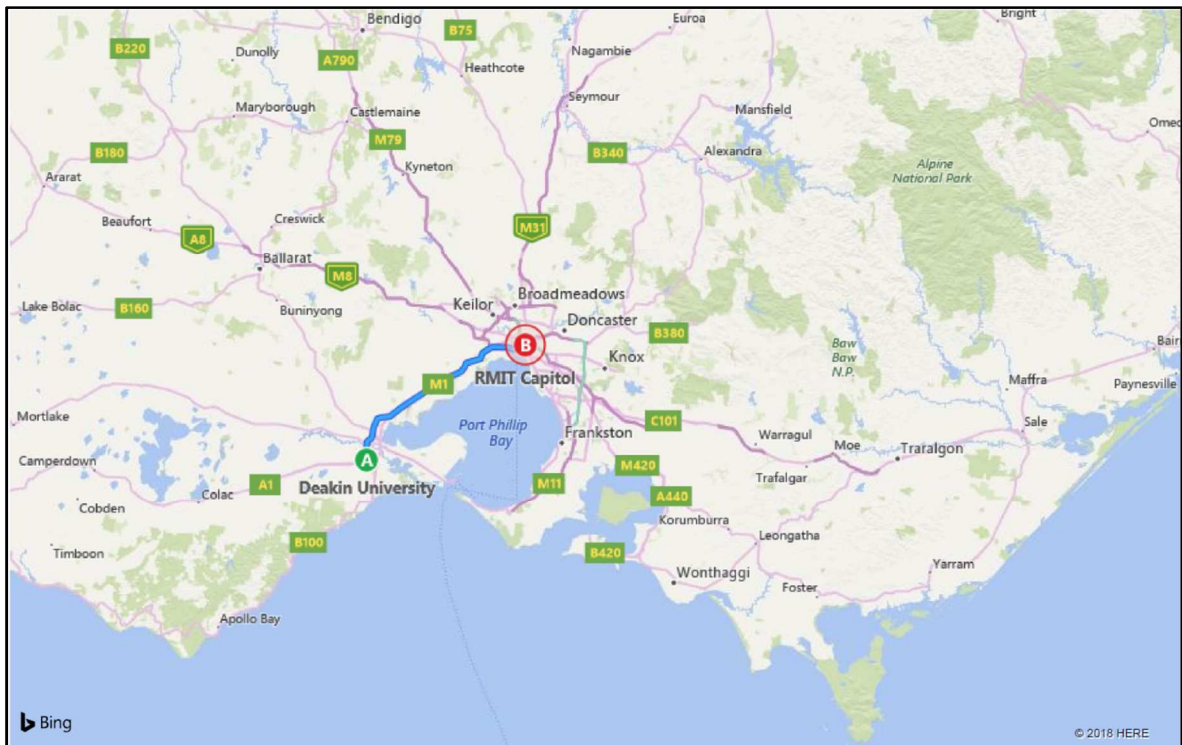 Bendigo
B75
Euroa
Bright
B220
Dunolly
A790
Nagambie
Heathcote
Seymour
Maryborough
Castlemaine
Mansfield
Omeo
M79
B180
B340
Alexandra
Kyneton
Alpine
National Park
Ararat
Beaufort
Creswick
M31
A8
Ballarat
M8
Broadmeadows
Keilor
Lake Bolac
B160
Buninyong
Doncaster
B380
B
Knox
Baw
Baw
N.P.
RMIT Capitol
M1
Maffra
Paynesville
Mortlake
Port Phillip
Bay
C101
Sale
Frankston
Warragul
Moe
Traralgon
A
Camperdown
M420
Trafalgar
A1
Deakin University
M11
Colac
A440
Cobden
Korumburra
Leongatha
B100
Timboon
B420
Yarram
Wonthaggi
Foster
Apollo Bay
Bing
© 2018 HERE